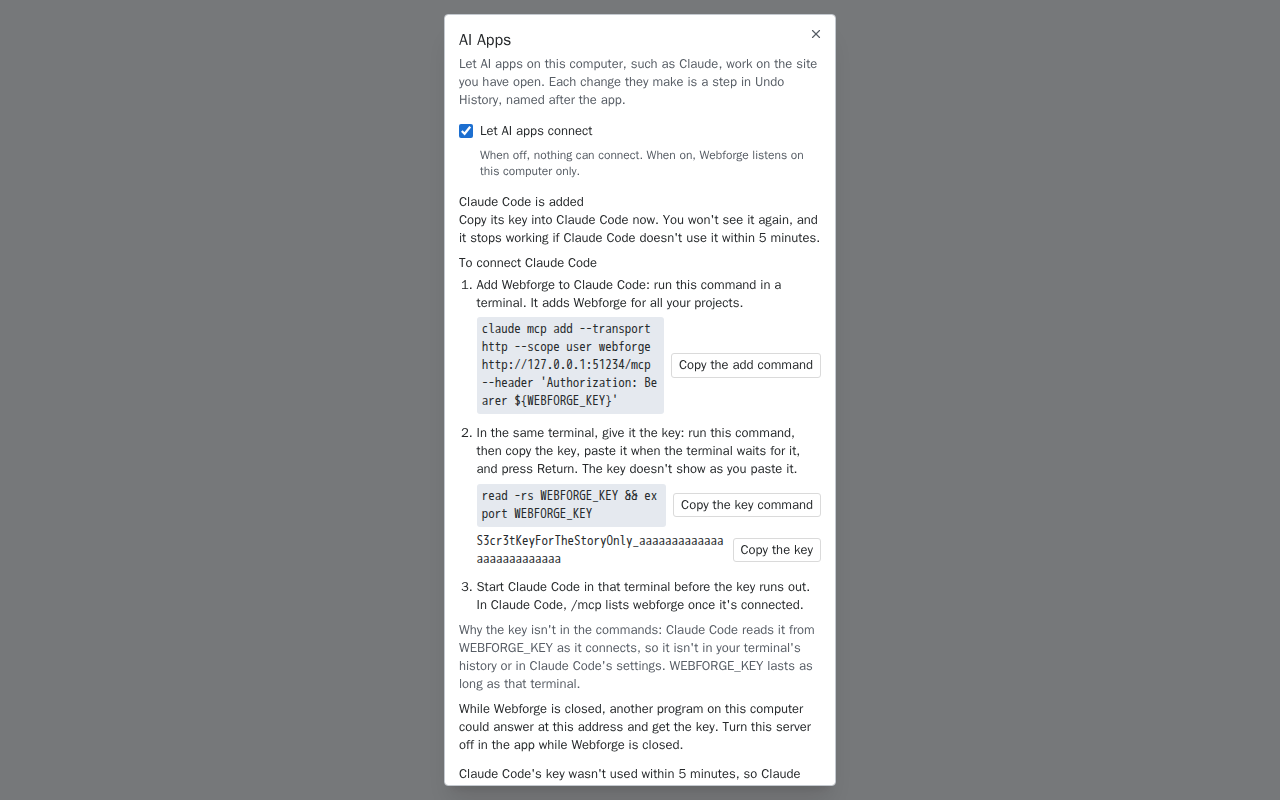 AI Apps
Let AI apps on this computer, such as Claude, work on the site
you have open. Each change they make is a step in Undo
History, named after the app.
Let AI apps connect
When off, nothing can connect. When on, Webforge listens on
this computer only.
Claude Code is added
Copy its key into Claude Code now. You won't see it again, and
it stops working if Claude Code doesn't use it within 5 minutes.
To connect Claude Code
1. Add Webforge to Claude Code: run this command in a
terminal. It adds Webforge for all your projects.
claude mcp add --transport
http --scope user webforge
http://127.0.0.1:51234/mcp
--header 'Authorization: Be
arer ${WEBFORGE_KEY}'
Copy the add command
2. In the same terminal, give it the key: run this command,
then copy the key, paste it when the terminal waits for it,
and press Return. The key doesn't show as you paste it.
read -rs WEBFORGE_KEY && ex
port WEBFORGE_KEY
Copy the key command
S3cr3tKeyForTheStoryOnly_aaaaaaaaaaaaa
aaaaaaaaaaaaa
Copy the key
3. Start Claude Code in that terminal before the key runs out.
In Claude Code, /mcp lists webforge once it's connected.
Why the key isn't in the commands: Claude Code reads it from
WEBFORGE_KEY as it connects, so it isn't in your terminal's
history or in Claude Code's settings. WEBFORGE_KEY lasts as
long as that terminal.
While Webforge is closed, another program on this computer
could answer at this address and get the key. Turn this server
off in the app while Webforge is closed.
Claude Code's key wasn't used within 5 minutes, so Claude